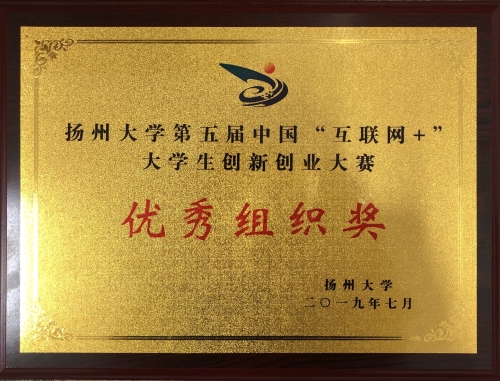 扬州大学第五届中国“互联网+”
大学生创新创业大赛
优秀组织奖
扬州大学
二〇一九年七月